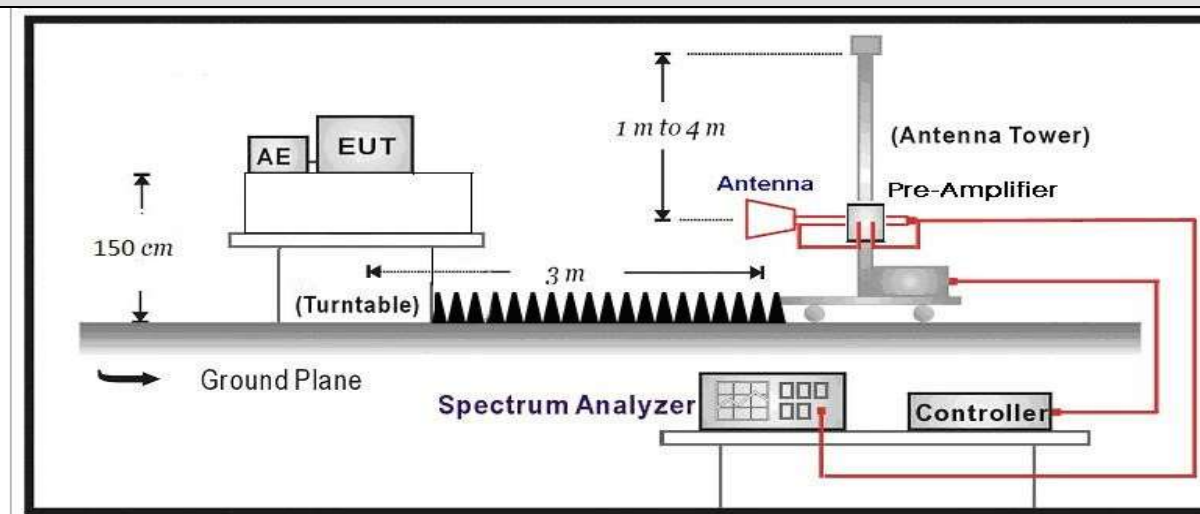 AE
EUT
1 m to 4 m
(Antenna Tower)
Antenna
Pre-Amplifier
150 cm
3 m
(Turntable)
Ground Plane
Spectrum Analyzer
Controller